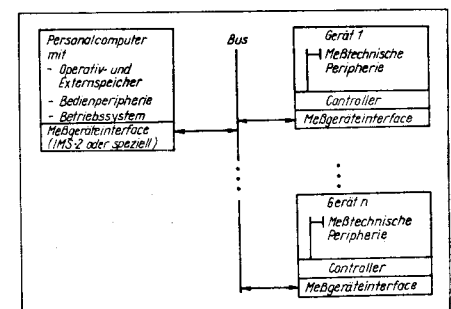 Personalcomputer
mit
- Operativ- und
Externspeicher
- Bedienperipherie
- Betriebssystem
Meßgeräteinterface
(IMS-2 oder speziell)
Bus
Gerät 1
Meßtechnische
Peripherie
Controller
Meßgeräteinterface
Gerät n
Meßtechnische
Peripherie
Controller
Meßgeräteinterface